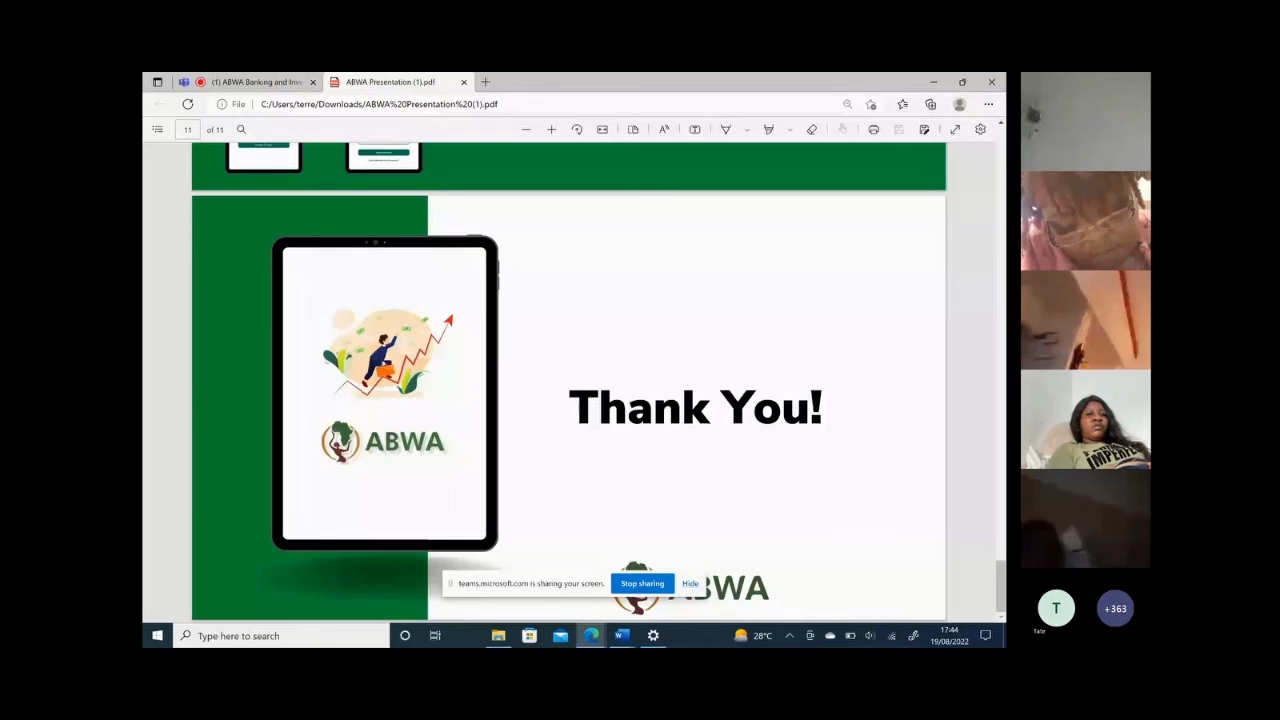 (1) ABWA Banking and Inve
ABWA Presentation (1).pdf
File
C:/Users/terre/Downloads/ABWA%20Presentation%20(1).pdf
11 of 11
ABWA
Thank You!
teams.microsoft.com is sharing your screen.
Stop sharing
Hide
ABWA
IMPERFE
T
Tate
+363
Type here to search
28°C
17:44
19/08/2022